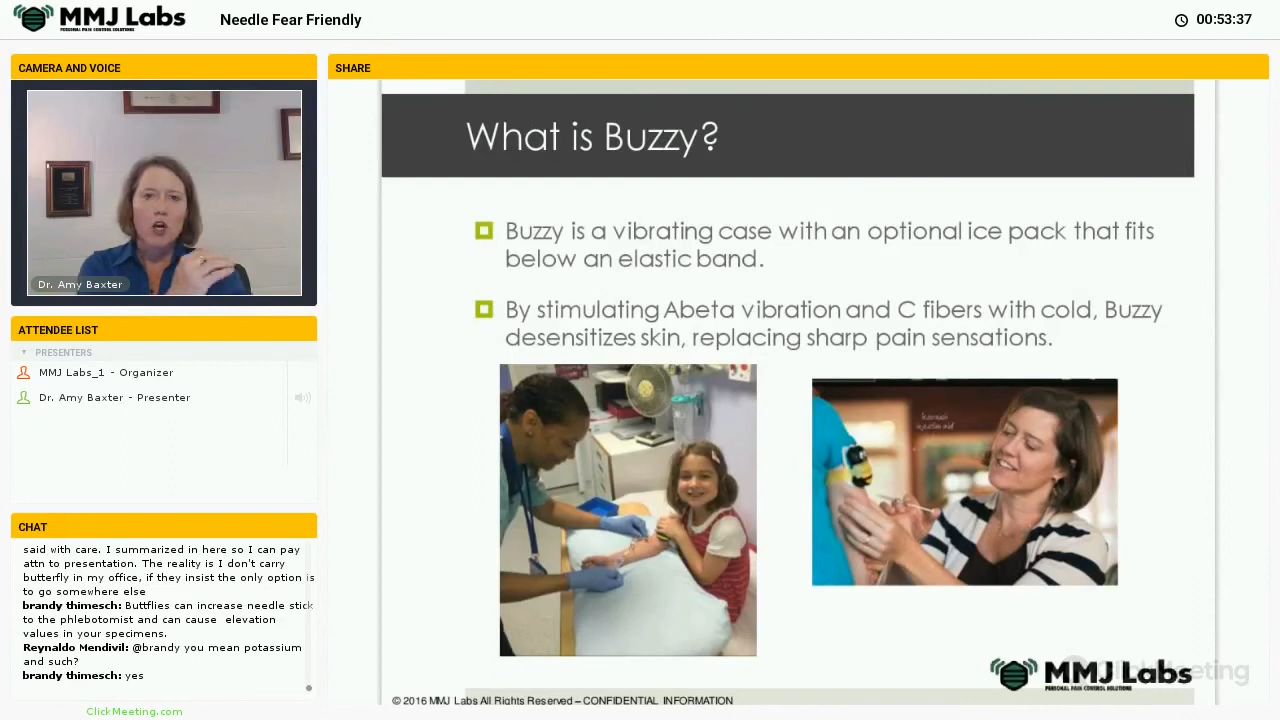 MMJ Labs
PERSONAL PAIN CONTROL SOLUTIONS
Needle Fear Friendly
00:53:37
CAMERA AND VOICE
Dr. Amy Baxter
ATTENDEE LIST
PRESENTERS
MMJ Labs_1 - Organizer
Dr. Amy Baxter - Presenter
CHAT
said with care. I summarized in here so I can pay
attn to presentation. The reality is I don't carry
butterfly in my office, if they insist the only option is
to go somewhere else
brandy thimesch: Buttflies can increase needle stick
to the phlebotomist and can cause elevation
values in your specimens.
Reynaldo Mendivil: @brandy you mean potassium
and such?
brandy thimesch: yes
ClickMeeting.com
SHARE
What is Buzzy?
Buzzy is a vibrating case with an optional ice pack that fits
below an elastic band.
By stimulating Abeta vibration and C fibers with cold, Buzzy
desensitizes skin, replacing sharp pain sensations.
MMJ Labs
PERSONAL PAIN CONTROL SOLUTIONS
ClickMeeting
© 2016 MMJ Labs All Rights Reserved – CONFIDENTIAL INFORMATION